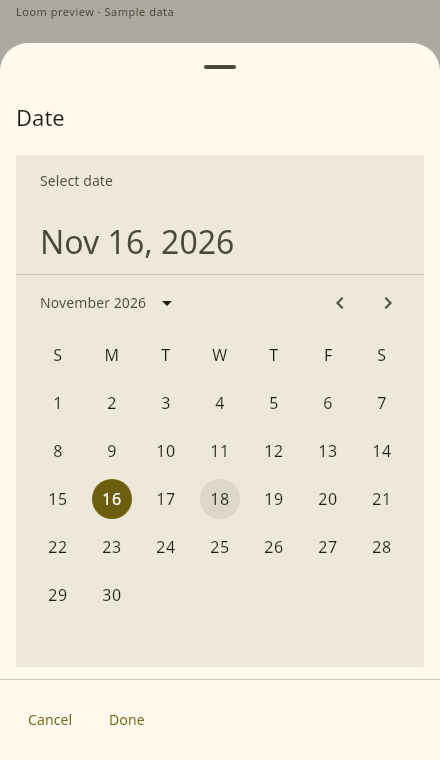 Loom preview · Sample data
Date
Select date
Nov 16, 2026
November 2026
S M T W T F S
1 2 3 4 5 6 7
8 9 10 11 12 13 14
15 16 17 18 19 20 21
22 23 24 25 26 27 28
29 30
Cancel Done